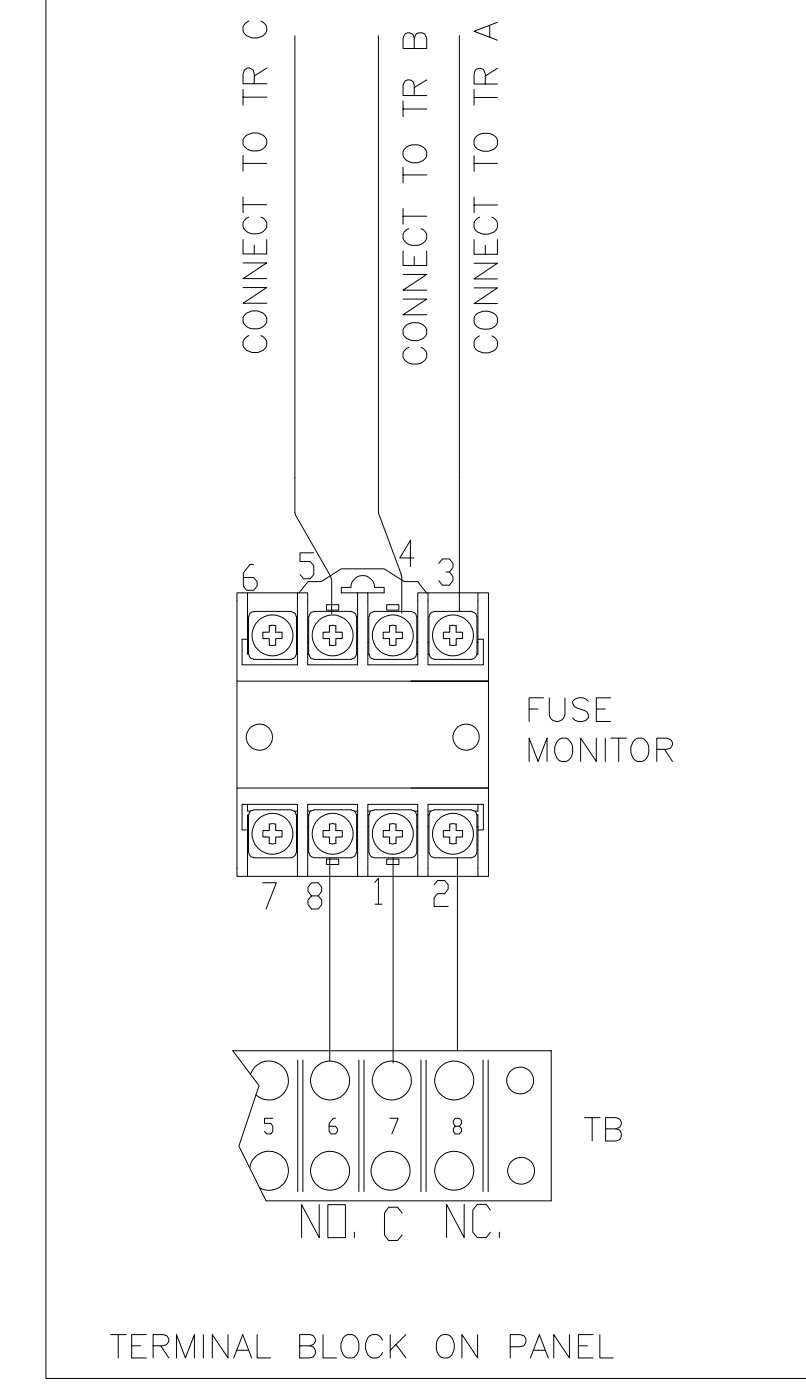 CONNECT TO TR C
CONNECT TO TR B
CONNECT TO TR A
6 5 4 3
FUSE
MONITOR
7 8 1 2
5 6 7 8
TB
NO. C NC.
TERMINAL BLOCK ON PANEL